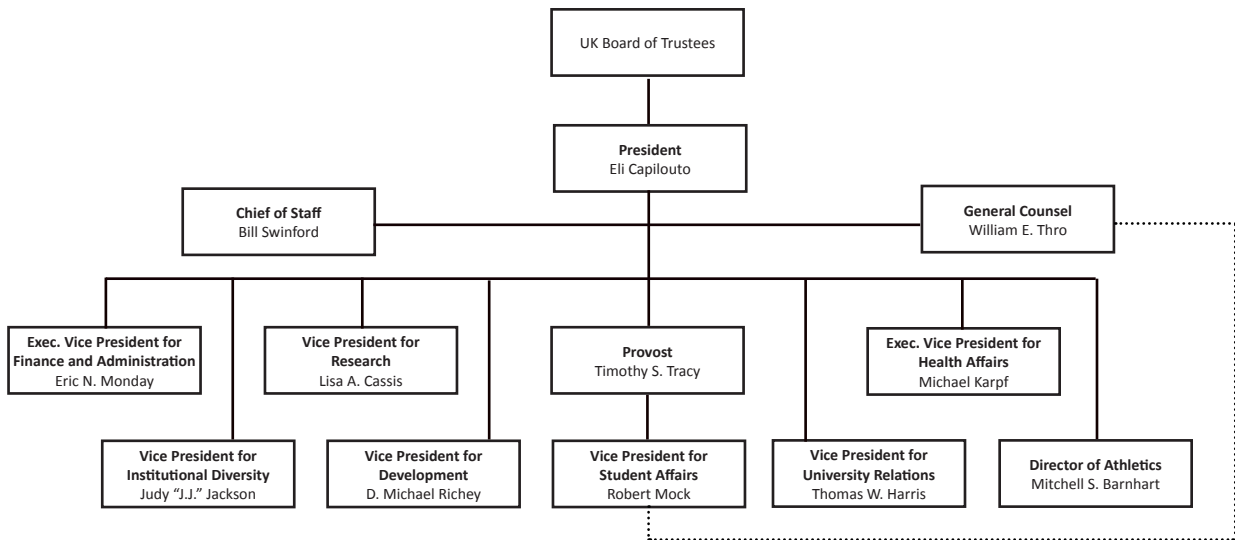 UK Board of Trustees
President
Eli Capilouto
Chief of Staff
Bill Swinford
General Counsel
William E. Thro
Exec. Vice President for
Finance and Administration
Eric N. Monday
Vice President for
Research
Lisa A. Cassis
Provost
Timothy S. Tracy
Exec. Vice President for
Health Affairs
Michael Karpf
Vice President for
Institutional Diversity
Judy “J.J.” Jackson
Vice President for
Development
D. Michael Richey
Vice President for
Student Affairs
Robert Mock
Vice President for
University Relations
Thomas W. Harris
Director of Athletics
Mitchell S. Barnhart